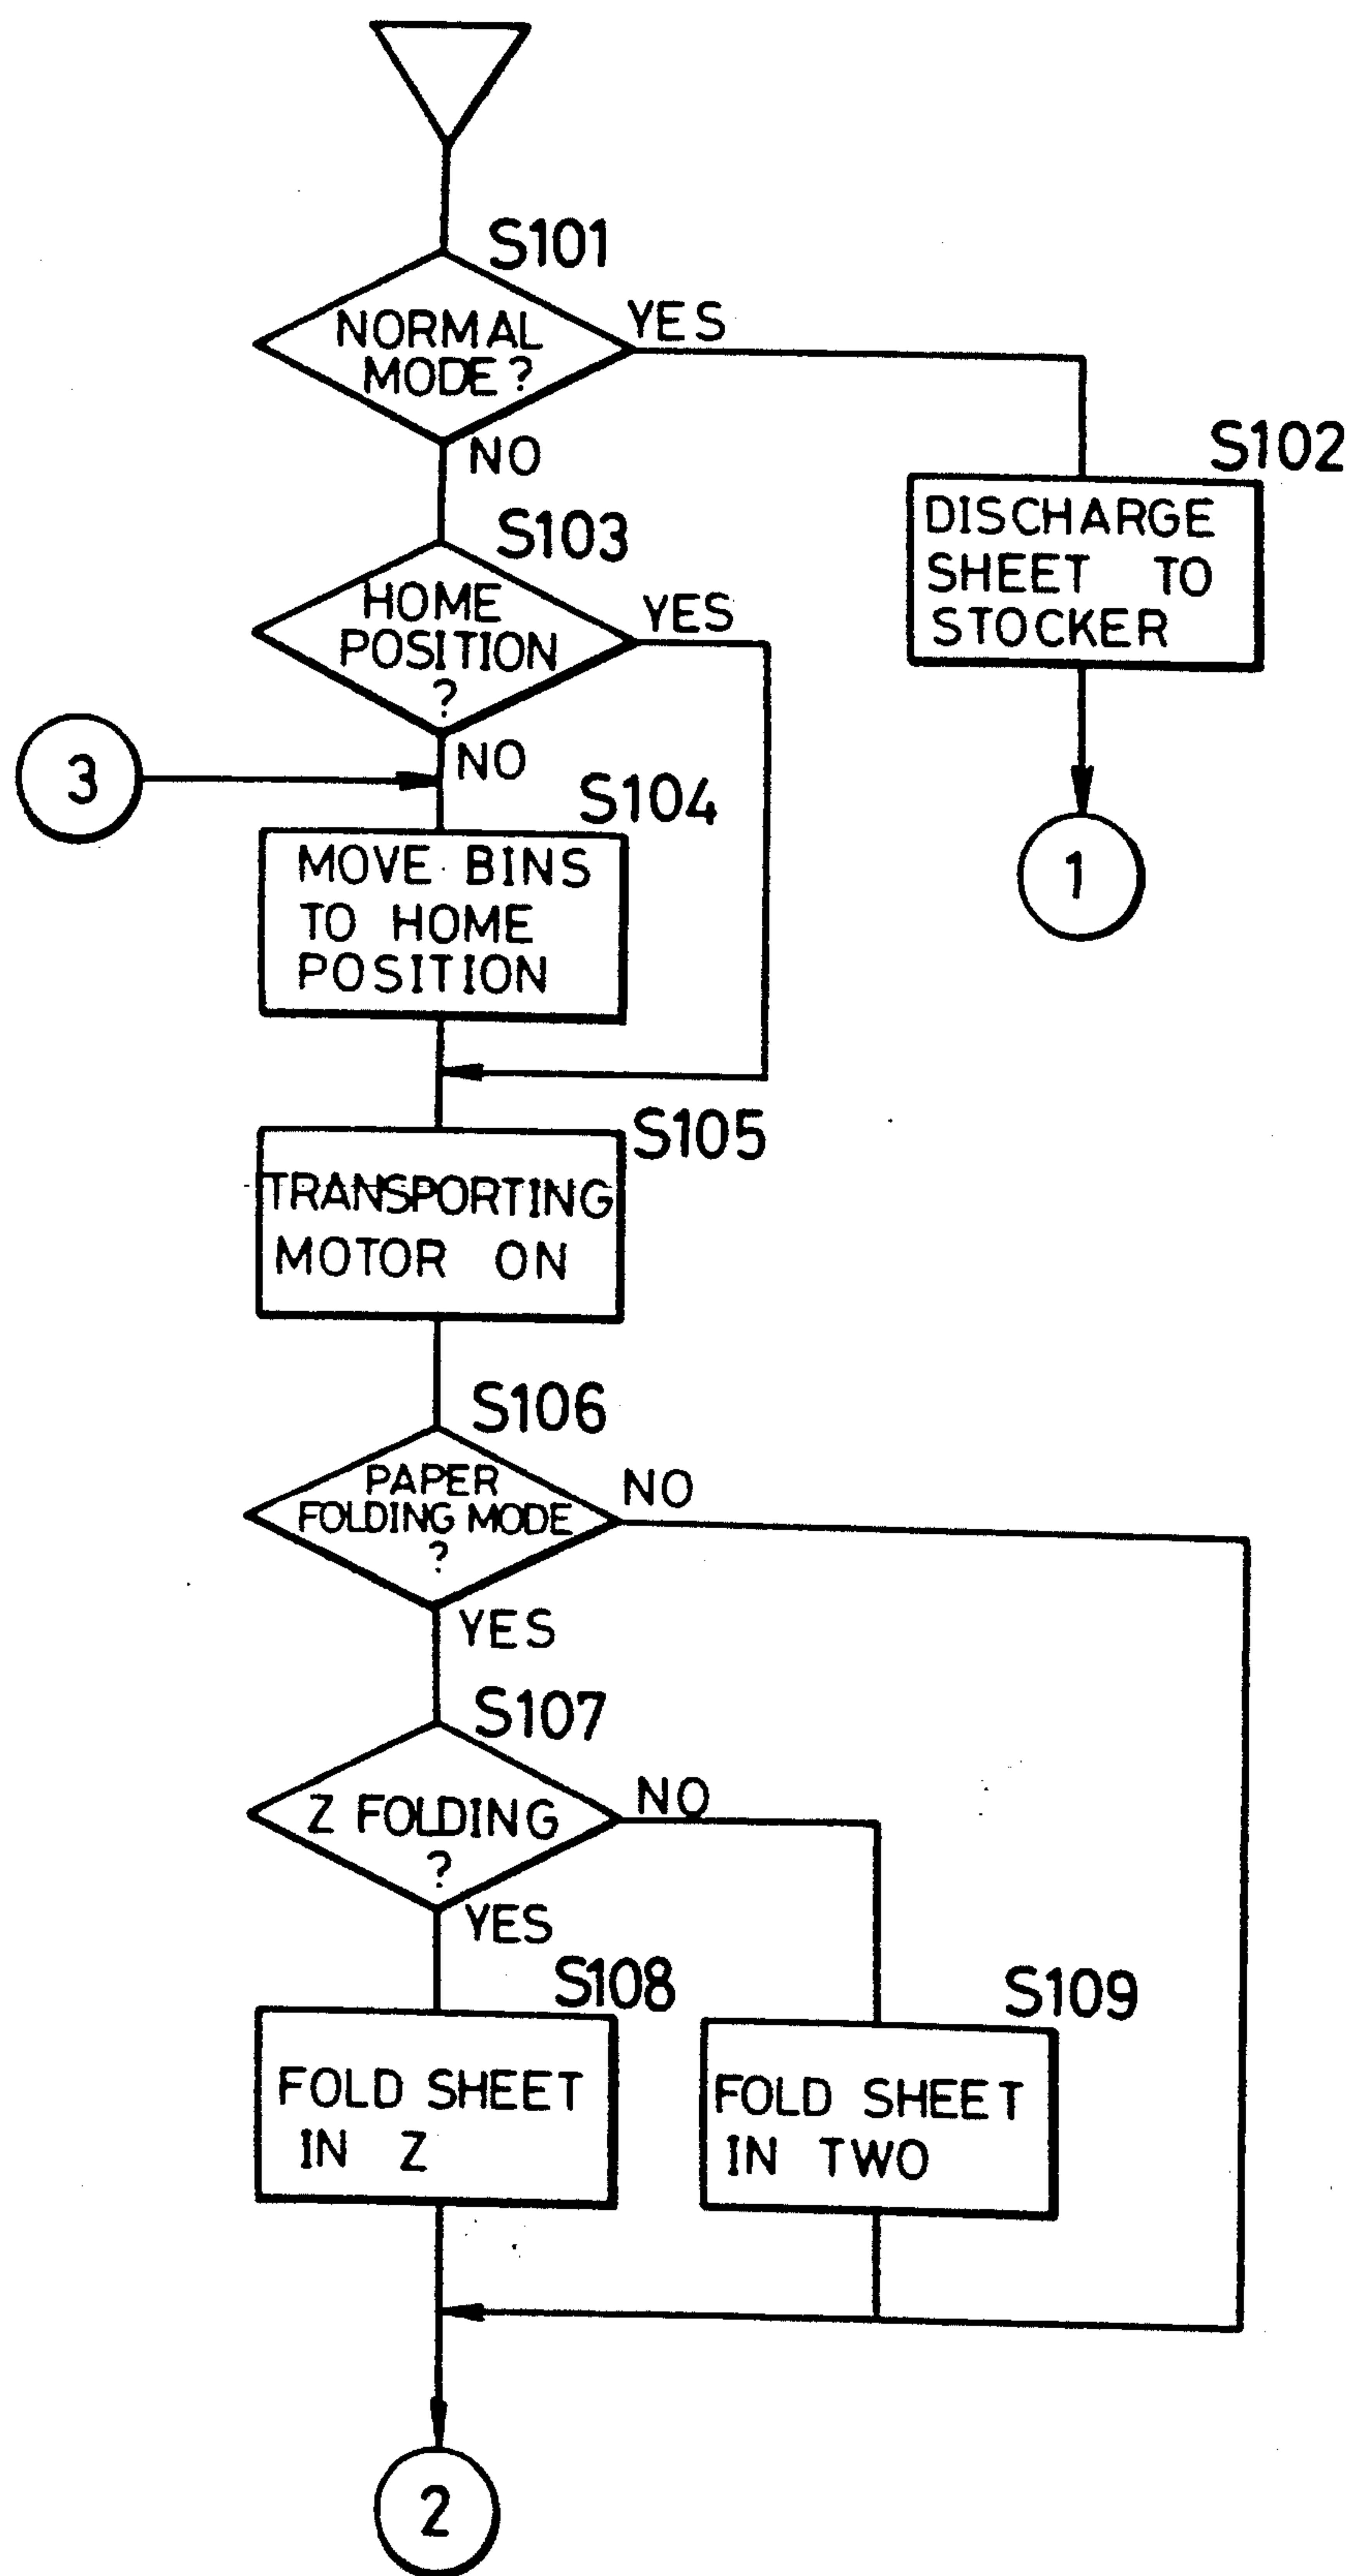 S101
NORMAL
MODE?
YES
NO
S102
DISCHARGE
SHEET TO
STOCKER
1
S103
HOME
POSITION
?
YES
NO
3
S104
MOVE BINS
TO HOME
POSITION
S105
TRANSPORTING
MOTOR ON
S106
PAPER
FOLDING MODE
?
NO
YES
S107
Z FOLDING
?
NO
YES
S108
FOLD SHEET
IN Z
S109
FOLD SHEET
IN TWO
2